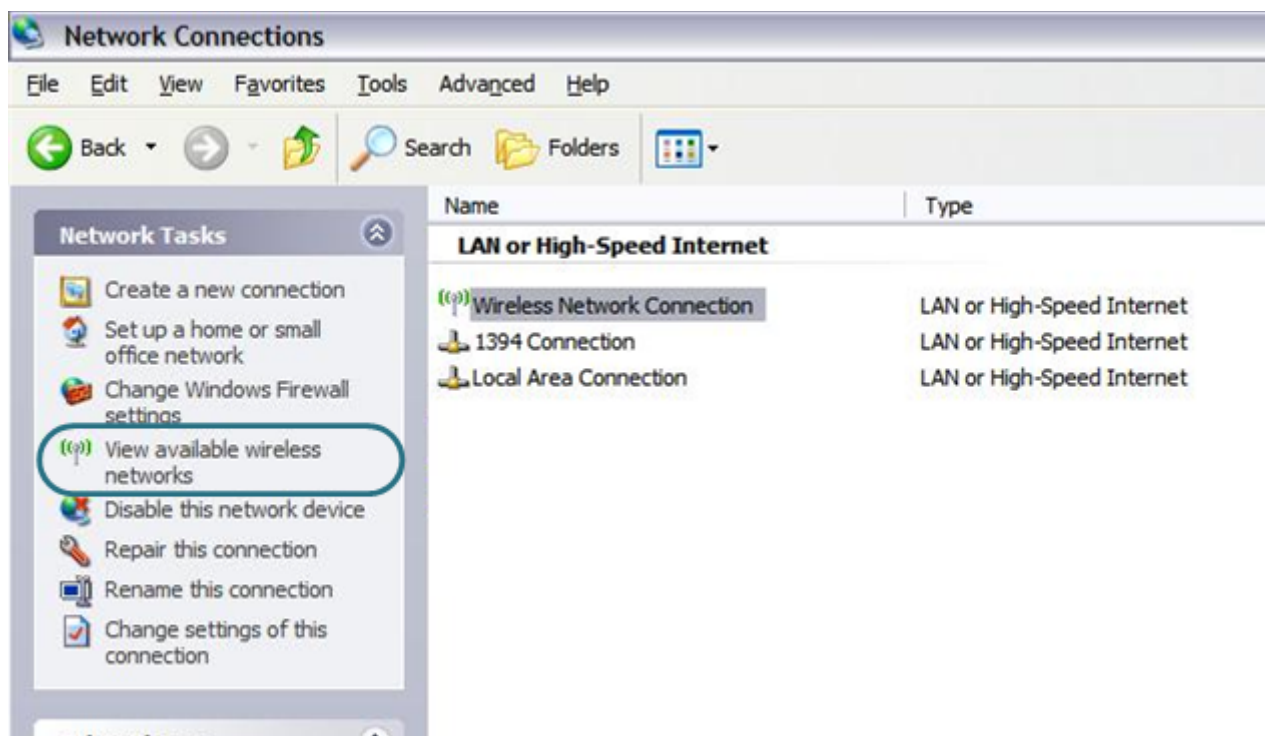 Network Connections
File Edit View Favorites Tools Advanced Help
Back Search Folders
Name Type
Network Tasks
LAN or High-Speed Internet
Create a new connection
Set up a home or small
office network
Change Windows Firewall
settings
View available wireless
networks
Disable this network device
Repair this connection
Rename this connection
Change settings of this
connection
Wireless Network Connection LAN or High-Speed Internet
1394 Connection LAN or High-Speed Internet
Local Area Connection LAN or High-Speed Internet